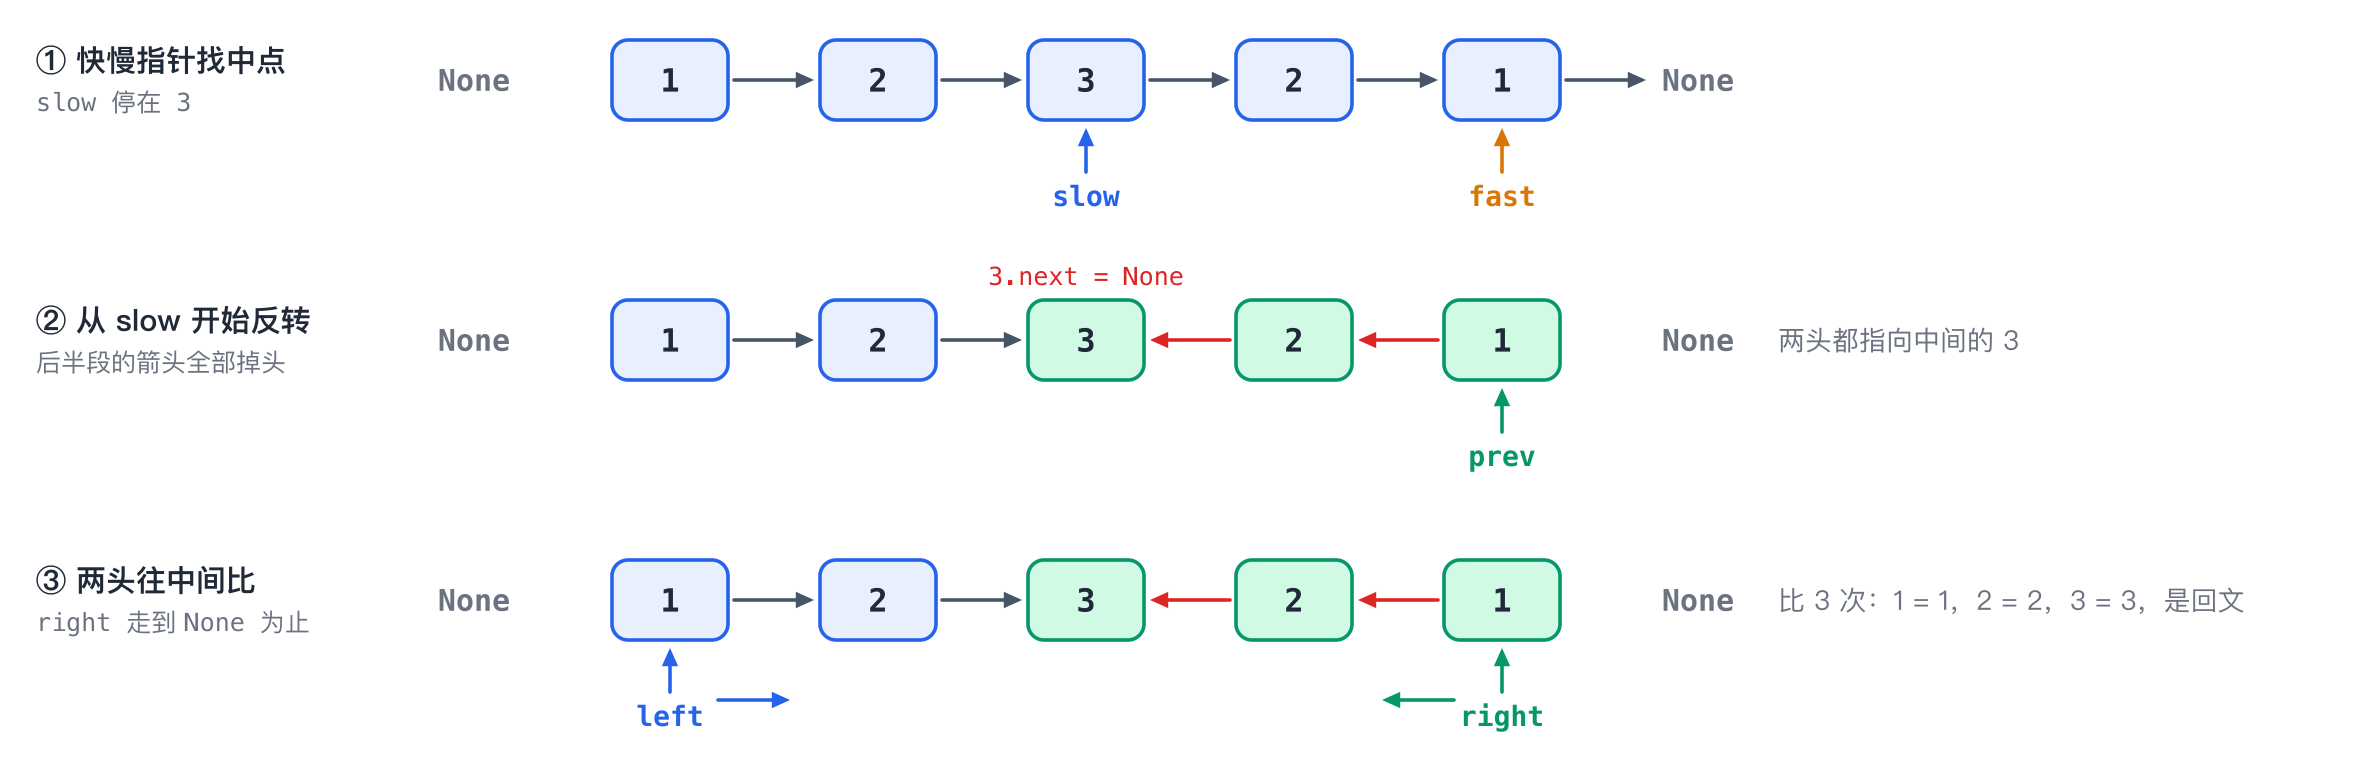 ① 快慢指针找中点
slow 停在 3
None 1 2 3 2 1 None
slow fast
3.next = None
② 从 slow 开始反转
后半段的箭头全部掉头
None 1 2 3 2 1 None 两头都指向中间的 3
prev
③ 两头往中间比
right 走到 None 为止
None 1 2 3 2 1 None 比 3 次：1 = 1，2 = 2，3 = 3，是回文
left right